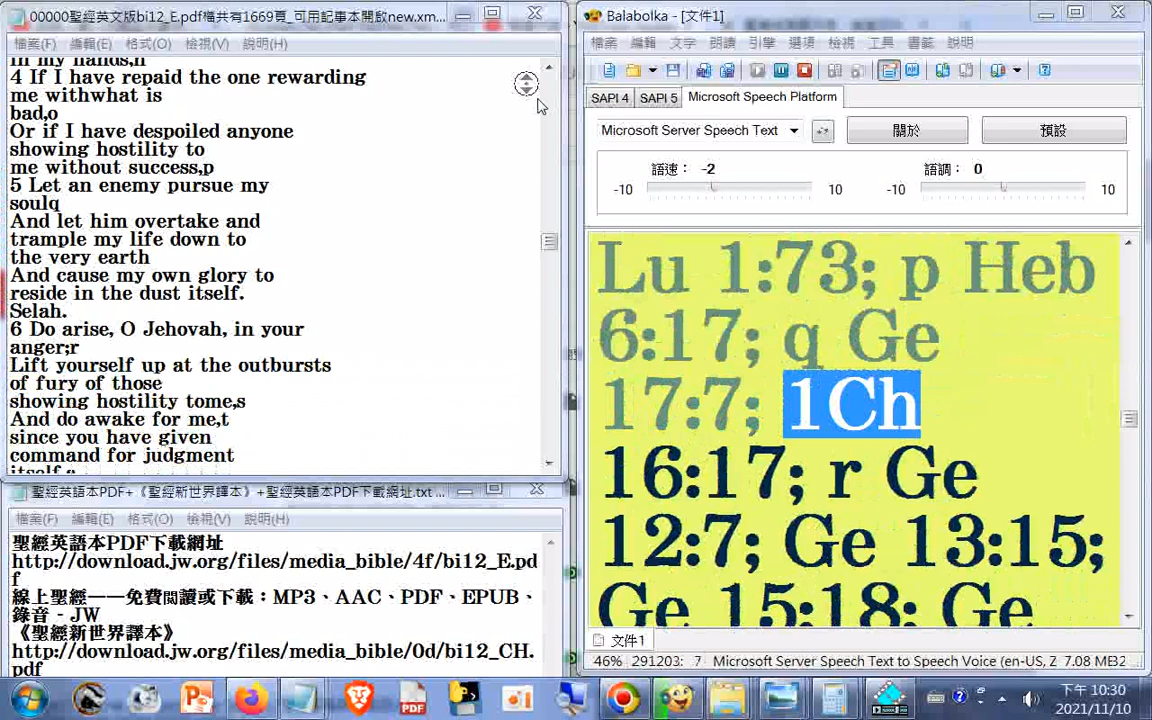 00000聖經英文版bi12_E.pdf檔共有1669頁_可用記事本開啟new.xm...
檔案(F) 編輯(E) 格式(O) 檢視(V) 說明(H)
in my hands,n
4 If I have repaid the one rewarding
me withwhat is
bad,o
Or if I have despoiled anyone
showing hostility to
me without success,p
5 Let an enemy pursue my
soulq
And let him overtake and
trample my life down to
the very earth
And cause my own glory to
reside in the dust itself.
Selah.
6 Do arise, O Jehovah, in your
anger;r
Lift yourself up at the outbursts
of fury of those
showing hostility tome,s
And do awake for me,t
since you have given
command for judgment
itself.s
聖經英語本PDF+《聖經新世界譯本》+聖經英語本PDF下載網址.txt ...
檔案(F) 編輯(E) 格式(O) 檢視(V) 說明(H)
聖經英語本PDF下載網址
http://download.jw.org/files/media_bible/4f/bi12_E.pd
f
線上聖經——免費閱讀或下載：MP3、AAC、PDF、EPUB、
錄音 - JW
《聖經新世界譯本》
http://download.jw.org/files/media_bible/0d/bi12_CH.
pdf
Balabolka - [文件1]
檔案 編輯 文字 朗讀 引擎 選項 檢視 工具 書籤 說明
SAPI 4 SAPI 5 Microsoft Speech Platform
Microsoft Server Speech Text 關於 預設
語速： -2 語調： 0
-10 10 -10 10
Lu 1:73; p Heb
6:17; q Ge
17:7; 1Ch
16:17; r Ge
12:7; Ge 13:15;
Ge 15:18; Ge
文件1
46% 291203: 7 Microsoft Server Speech Text to Speech Voice (en-US, Z 7.08 MB2
下午 10:30
2021/11/10